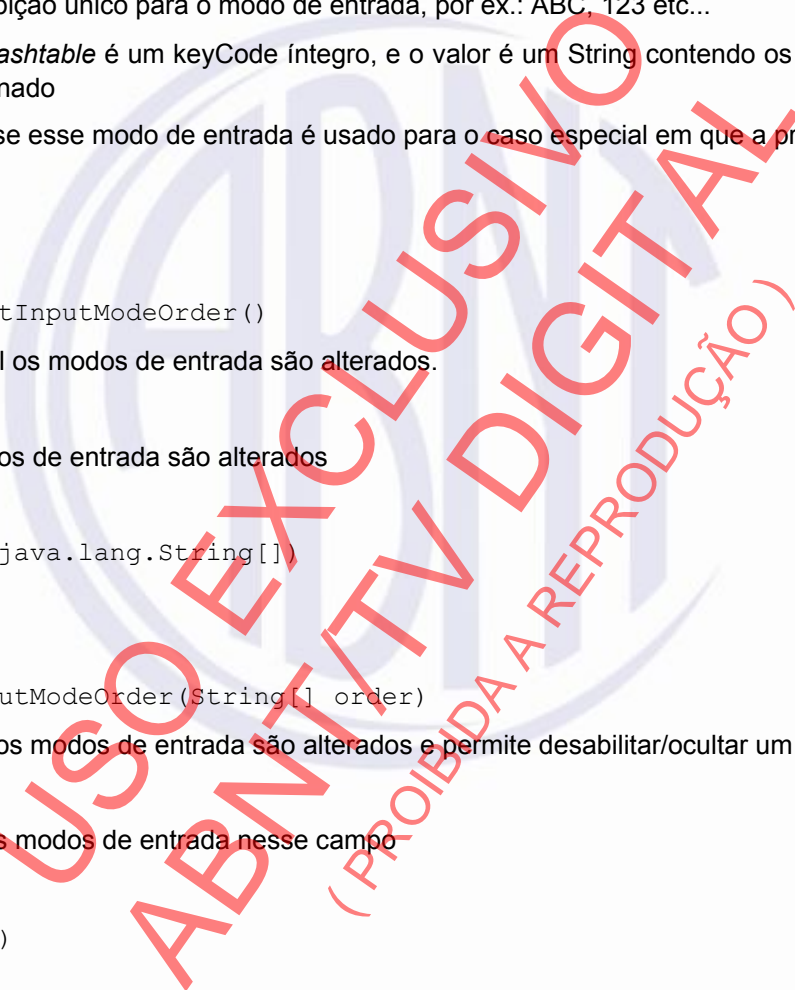 bição único para o modo de entrada, por ex.: ABC, 123 etc...
ashtable é um keyCode íntegro, e o valor é um String contendo os
nado
se esse modo de entrada é usado para o caso especial em que a pr
tInputModeOrder()
l os modos de entrada são alterados.
os de entrada são alterados
java.lang.String[])
utModeOrder(String[] order)
os modos de entrada são alterados e permite desabilitar/ocultar um
s modos de entrada nesse campo
)
ABNT
USO EXCLUSIVO
ABNT/TV DIGITAL
( PROIBIDA A REPRODUÇÃO )